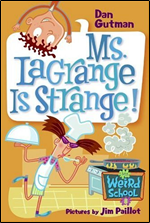 Dan
Gutman
Ms.
LaGrange
Is Strange!
My
Weird
School
Pictures by Jim Paillot